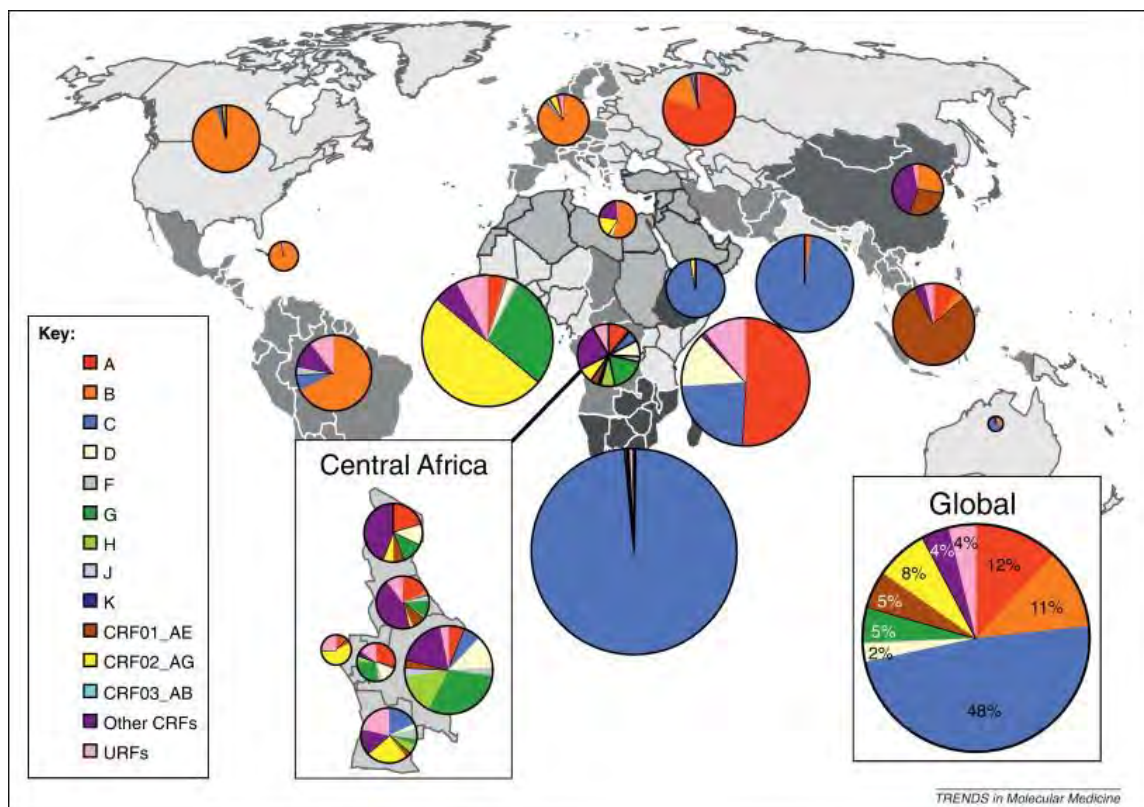 Key:
A
B
C
D
F
G
H
J
K
CRF01_AE
CRF02_AG
CRF03_AB
Other CRFs
URFs
Central Africa
Global
4%
4%
12%
8%
11%
5%
5%
2%
48%
TRENDS in Molecular Medicine